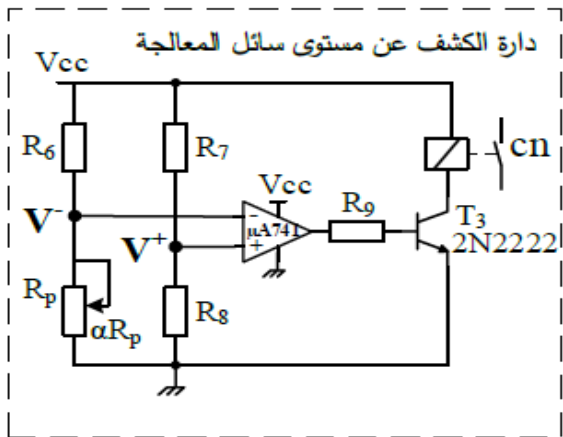 دارة الكشف عن مستوى سائل المعالجة
Vcc
R6
R7
cn
Vcc
R9
V-
-
μA741
T3
V+
+
2N2222
Rp
αRp
R8